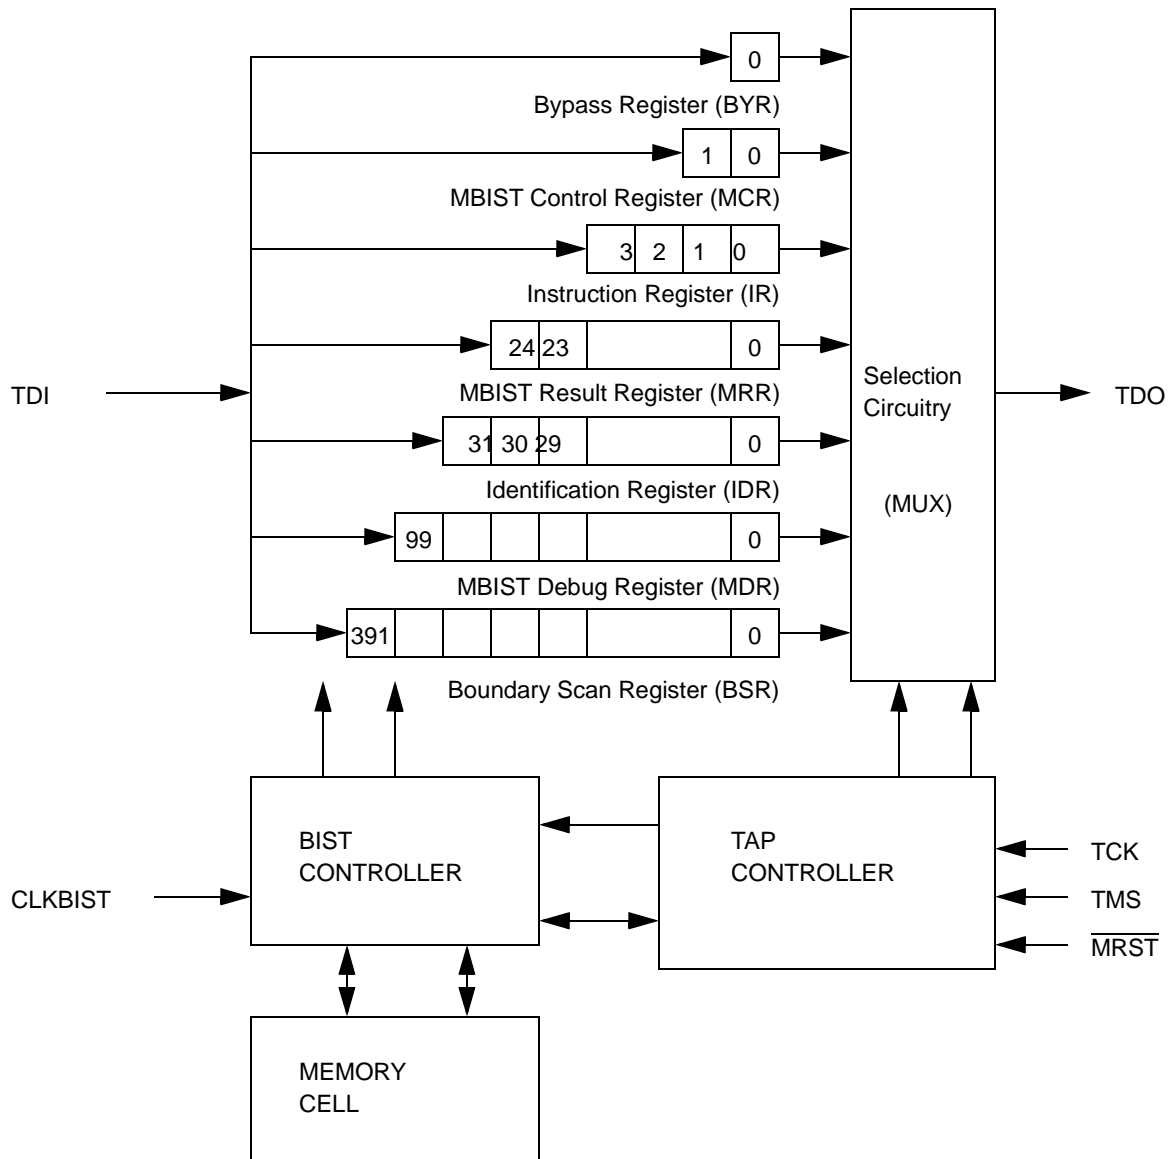 0
Bypass Register (BYR)
1 0
MBIST Control Register (MCR)
3 2 1 0
Instruction Register (IR)
24 23 0
MBIST Result Register (MRR)
31 30 29 0
Identification Register (IDR)
99 0
MBIST Debug Register (MDR)
391 0
Boundary Scan Register (BSR)
TDI
Selection
Circuitry
(MUX)
TDO
BIST
CONTROLLER
TAP
CONTROLLER
TCK
TMS
MRST
CLKBIST
MEMORY
CELL